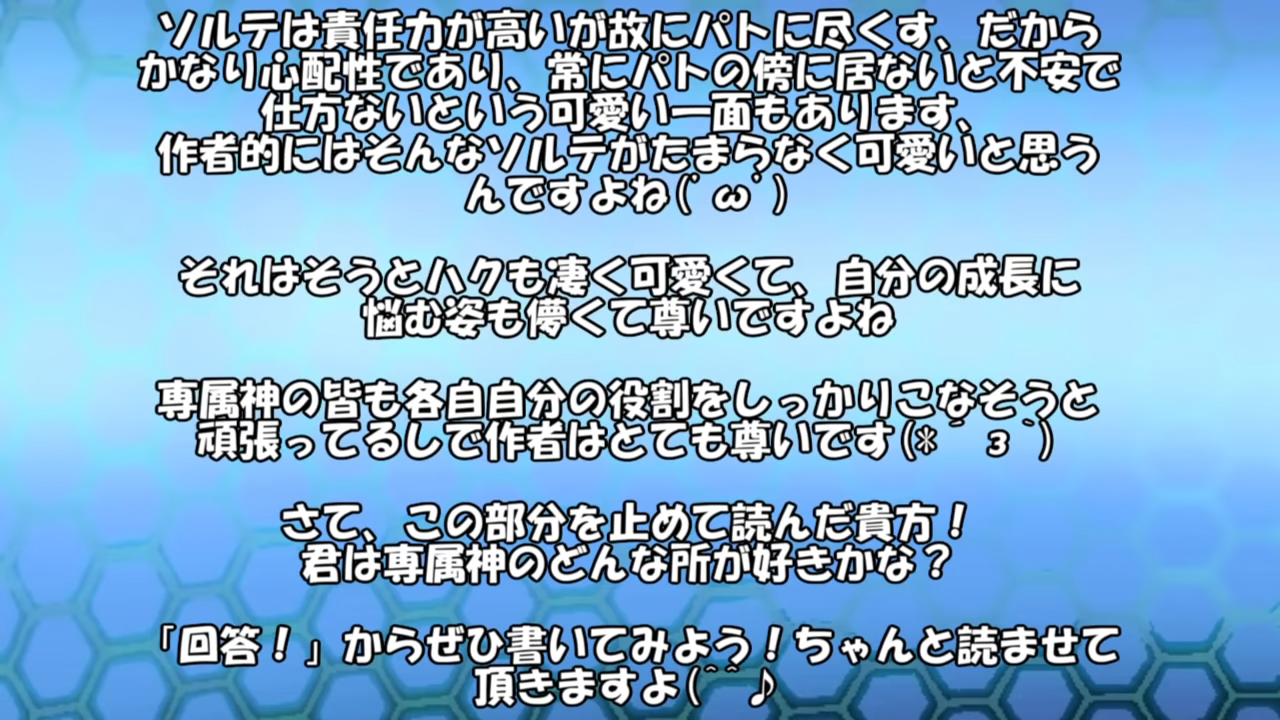 ソルテは責任力が高いが故にパトに尽くす、だから
かなり心配性であり、常にパトの傍に居ないと不安で
仕方ないという可愛い一面もあります、
作者的にはそんなソルテがたまらなく可愛いと思う
んですよね(˙ω˙)
それはそうとハクも凄く可愛くて、自分の成長に
悩む姿も儚くて尊いですよね
専属神の皆も各自自分の役割をしっかりこなそうと
頑張ってるしで作者はとても尊いです(*´з`)
さて、この部分を止めて読んだ貴方！
君は専属神のどんな所が好きかな？
「回答！」からぜひ書いてみよう！ちゃんと読ませて
頂きますよ(^^♪